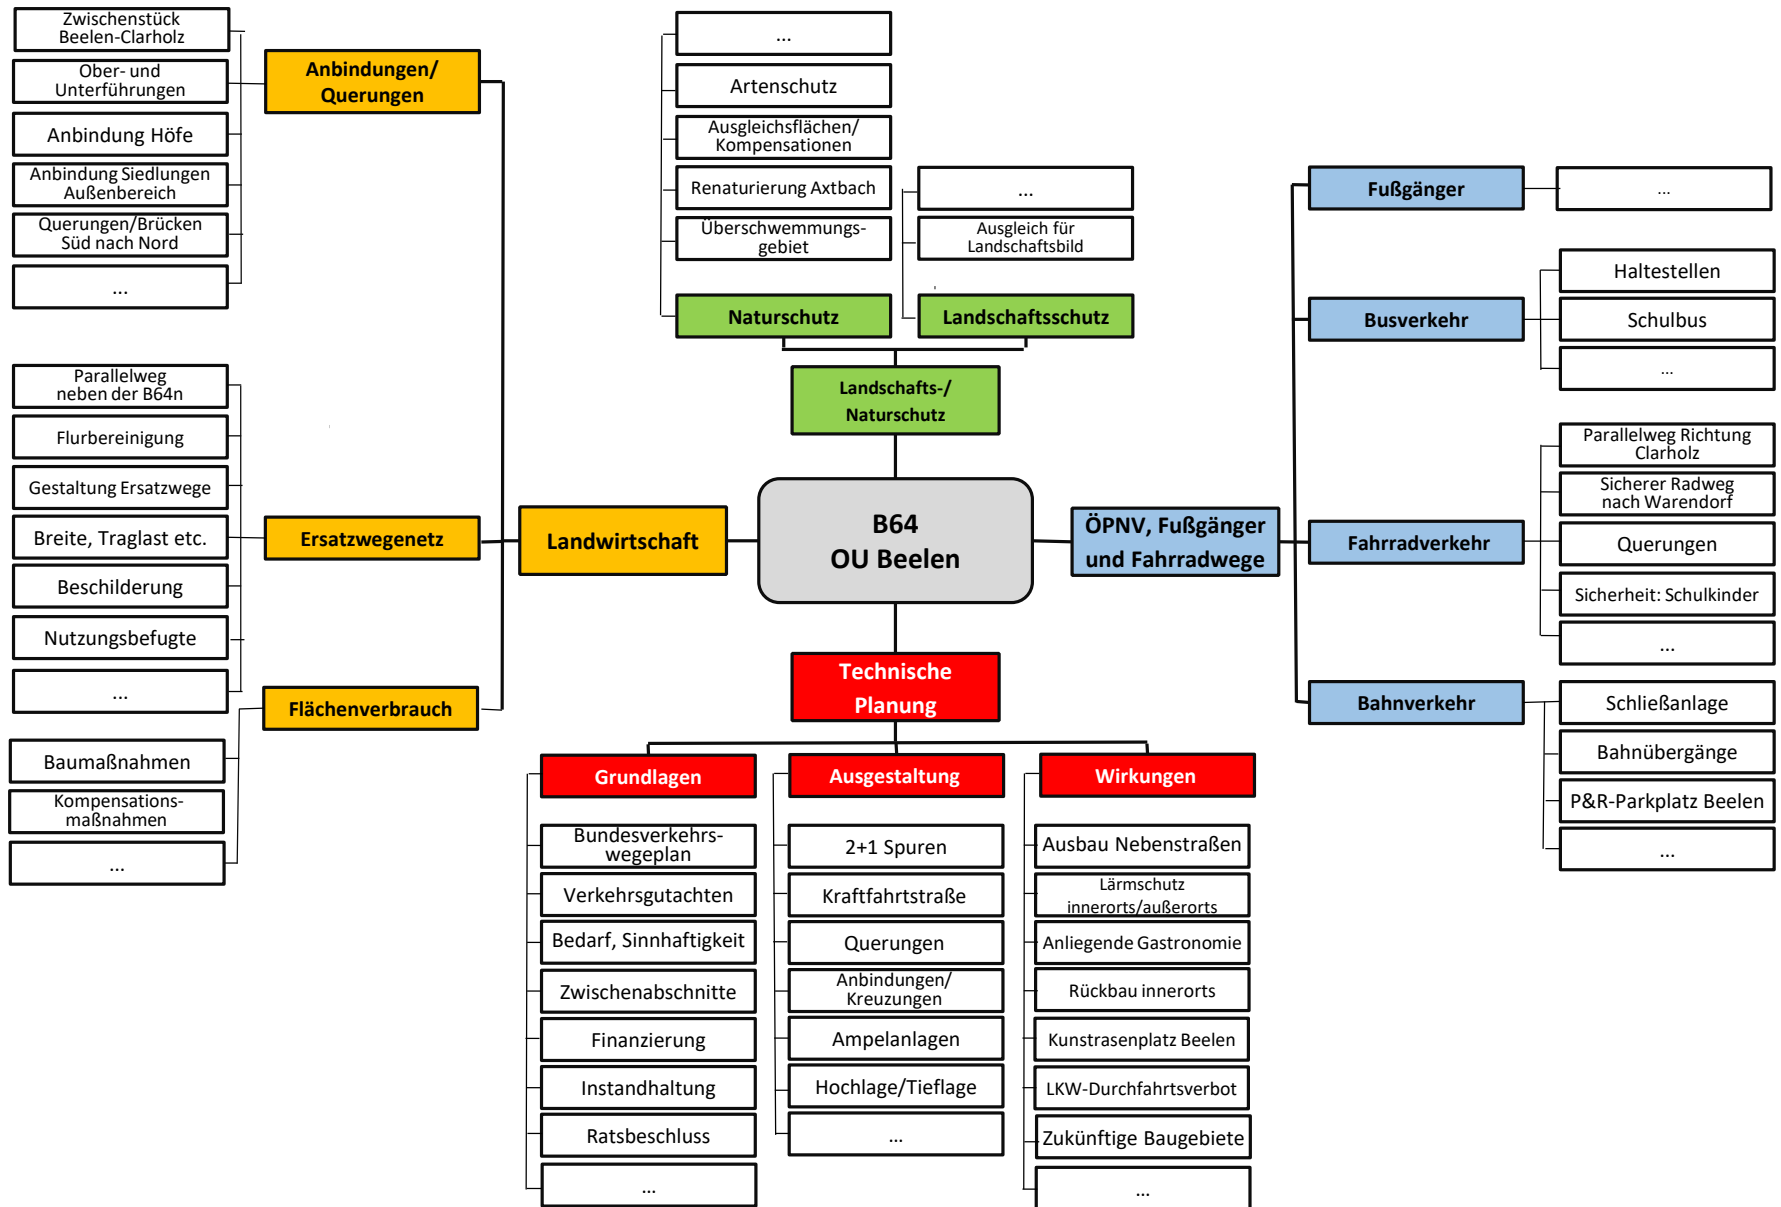 Zwischenstück
Beelen-Clarholz
Ober- und
Unterführungen
Anbindung Höfe
Anbindung Siedlungen
Außenbereich
Querungen/Brücken
Süd nach Nord
...
Anbindungen/
Querungen
Parallelweg
neben der B64n
Flurbereinigung
Gestaltung Ersatzwege
Breite, Traglast etc.
Beschilderung
Nutzungsbefugte
...
Ersatzwegenetz
Flächenverbrauch
Baumaßnahmen
Kompensations-
maßnahmen
...
Landwirtschaft
...
Artenschutz
Ausgleichsflächen/
Kompensationen
Renaturierung Axtbach
Überschwemmungs-
gebiet
Naturschutz
...
Ausgleich für
Landschaftsbild
Landschaftsschutz
Landschafts-/
Naturschutz
B64
OU Beelen
ÖPNV, Fußgänger
und Fahrradwege
Fußgänger
...
Busverkehr
Haltestellen
Schulbus
...
Fahrradverkehr
Parallelweg Richtung
Clarholz
Sicherer Radweg
nach Warendorf
Querungen
Sicherheit: Schulkinder
...
Bahnverkehr
Schließanlage
Bahnübergänge
P&R-Parkplatz Beelen
...
Technische
Planung
Grundlagen
Bundesverkehrs-
wegeplan
Verkehrsgutachten
Bedarf, Sinnhaftigkeit
Zwischenabschnitte
Finanzierung
Instandhaltung
Ratsbeschluss
...
Ausgestaltung
2+1 Spuren
Kraftfahrtstraße
Querungen
Anbindungen/
Kreuzungen
Ampelanlagen
Hochlage/Tieflage
...
Wirkungen
Ausbau Nebenstraßen
Lärmschutz
innerorts/außerorts
Anliegende Gastronomie
Rückbau innerorts
Kunstrasenplatz Beelen
LKW-Durchfahrtsverbot
Zukünftige Baugebiete
...